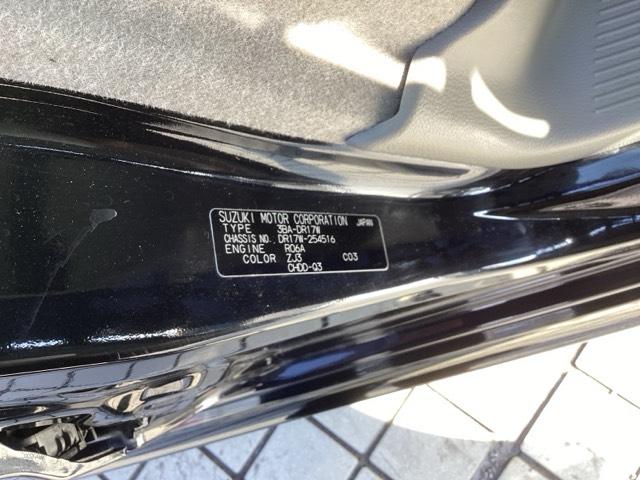 SUZUKI MOTOR CORPORATION JAPAN
TYPE 3BA-DR17W
CHASSIS NO. DR17W-254516
ENGINE R06A
COLOR ZJ3 C03
CHDD-Q3